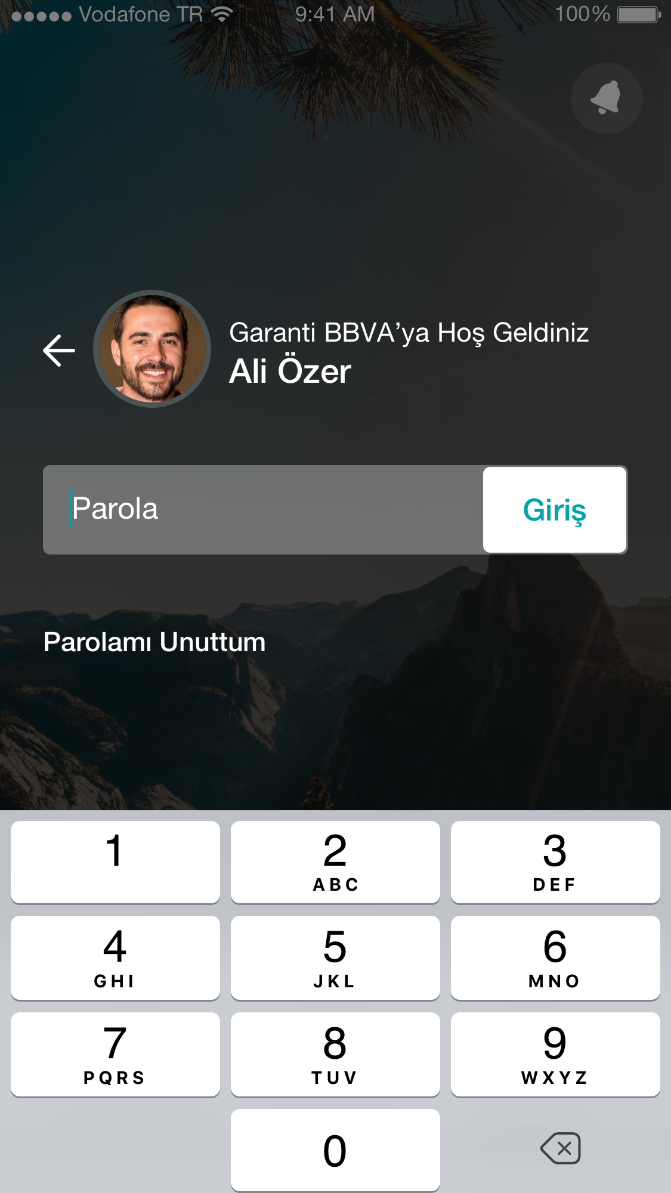 Vodafone TR 9:41 AM 100%
Garanti BBVA’ya Hoş Geldiniz
Ali Özer
Parola Giriş
Parolamı Unuttum
1 2 3
ABC DEF
4 5 6
GHI JKL MNO
7 8 9
PQRS TUV WXYZ
0